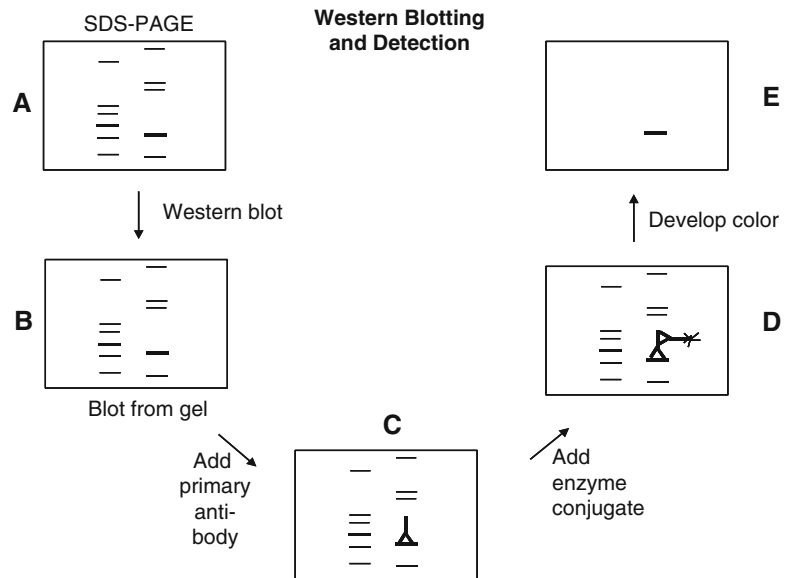 SDS-PAGE
Western Blotting
and Detection
A
E
Western blot
Develop color
B
D
Blot from gel
C
Add
primary
anti-
body
Add
enzyme
conjugate